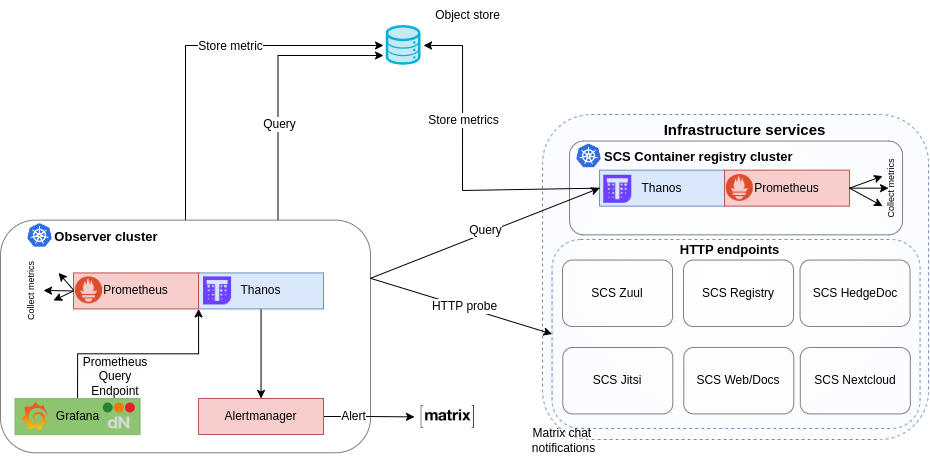 Object store
Store metric
Query
Store metrics
Infrastructure services
SCS Container registry cluster
Thanos
Prometheus
Collect metrics
Query
HTTP probe
HTTP endpoints
SCS Zuul
SCS Registry
SCS HedgeDoc
SCS Jitsi
SCS Web/Docs
SCS Nextcloud
Observer cluster
Collect metrics
Prometheus
Thanos
Prometheus
Query
Endpoint
Grafana
dN
Alertmanager
Alert
[matrix]
Matrix chat
notifications